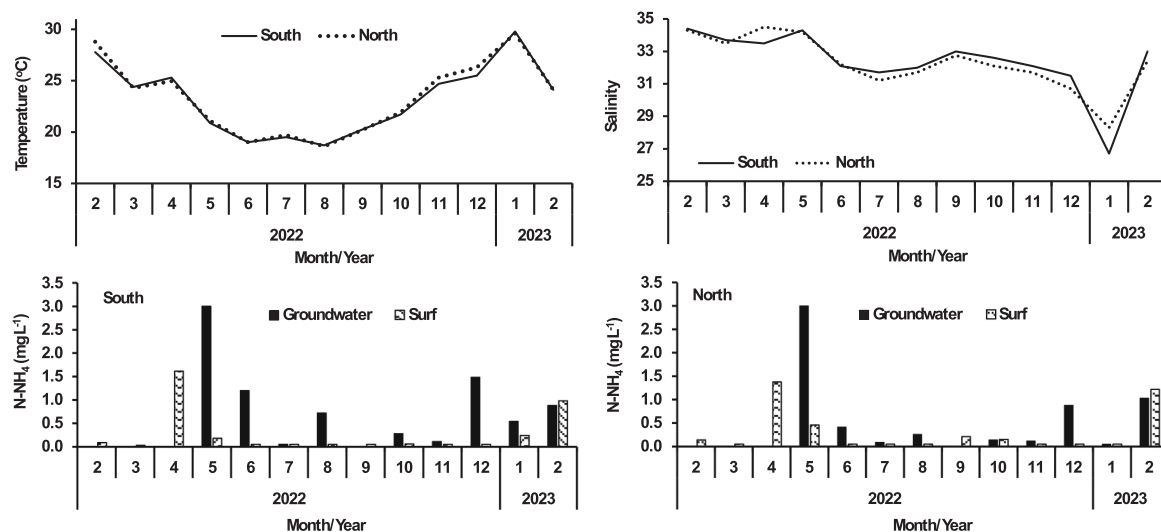 30
25
20
15
Temperature (ºC)
South North
2 3 4 5 6 7 8 9 10 11 12 1 2
2022 2023
Month/Year
35
33
31
29
27
25
Salinity
South North
2 3 4 5 6 7 8 9 10 11 12 1 2
2022 2023
Month/Year
3.5
3.0
2.5
2.0
1.5
1.0
0.5
0.0
N-NH₄ (mgL⁻¹)
South
Groundwater Surf
2 3 4 5 6 7 8 9 10 11 12 1 2
2022 2023
Month/Year
3.5
3.0
2.5
2.0
1.5
1.0
0.5
0.0
N-NH₄ (mgL⁻¹)
North
Groundwater Surf
2 3 4 5 6 7 8 9 10 11 12 1 2
2022 2023
Month/Year